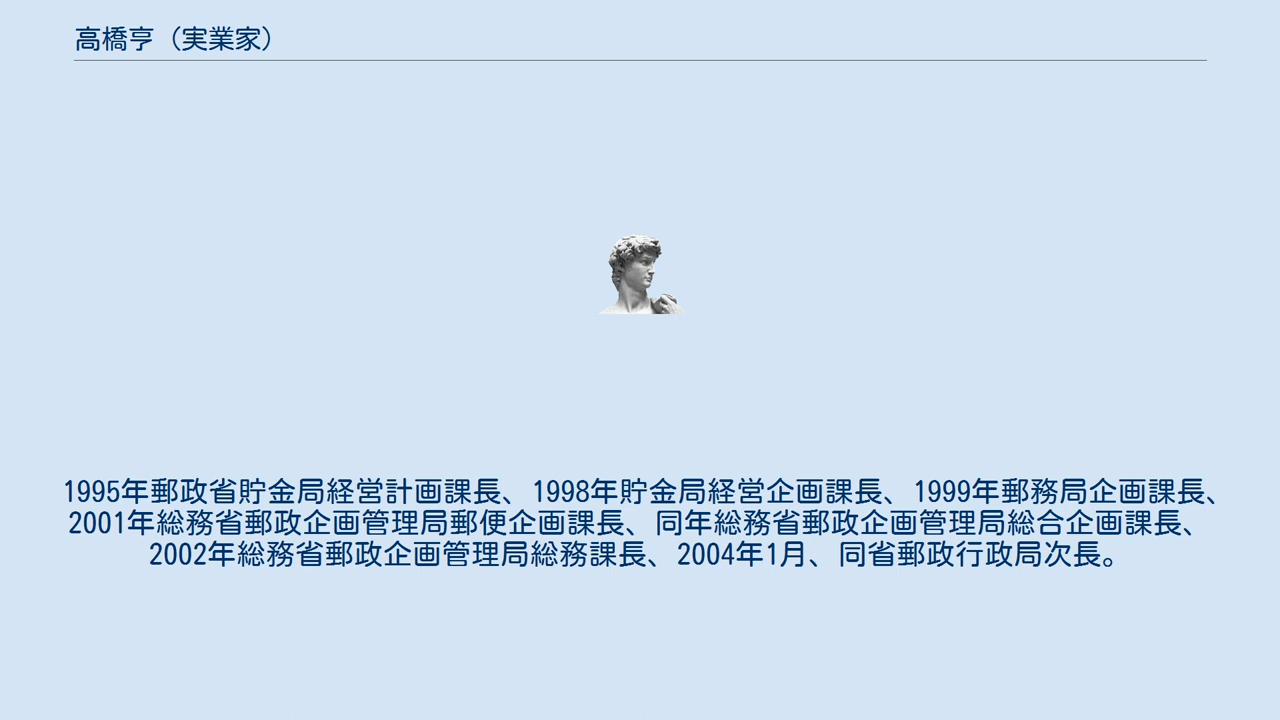 高橋亨（実業家）
1995年郵政省貯金局経営計画課長、1998年貯金局経営企画課長、1999年郵務局企画課長、
2001年総務省郵政企画管理局郵便企画課長、同年総務省郵政企画管理局総合企画課長、
2002年総務省郵政企画管理局総務課長、2004年1月、同省郵政行政局次長。